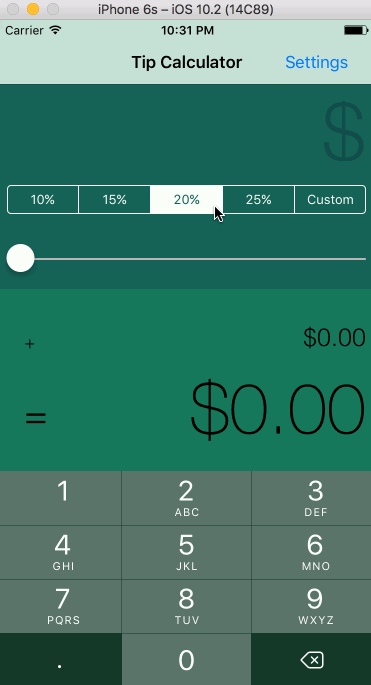 iPhone 6s – iOS 10.2 (14C89)
Carrier 10:31 PM
Tip Calculator Settings
$
10% 15% 20% 25% Custom
+ $0.00
= $0.00
1 2 3
ABC DEF
4 5 6
GHI JKL MNO
7 8 9
PQRS TUV WXYZ
. 0